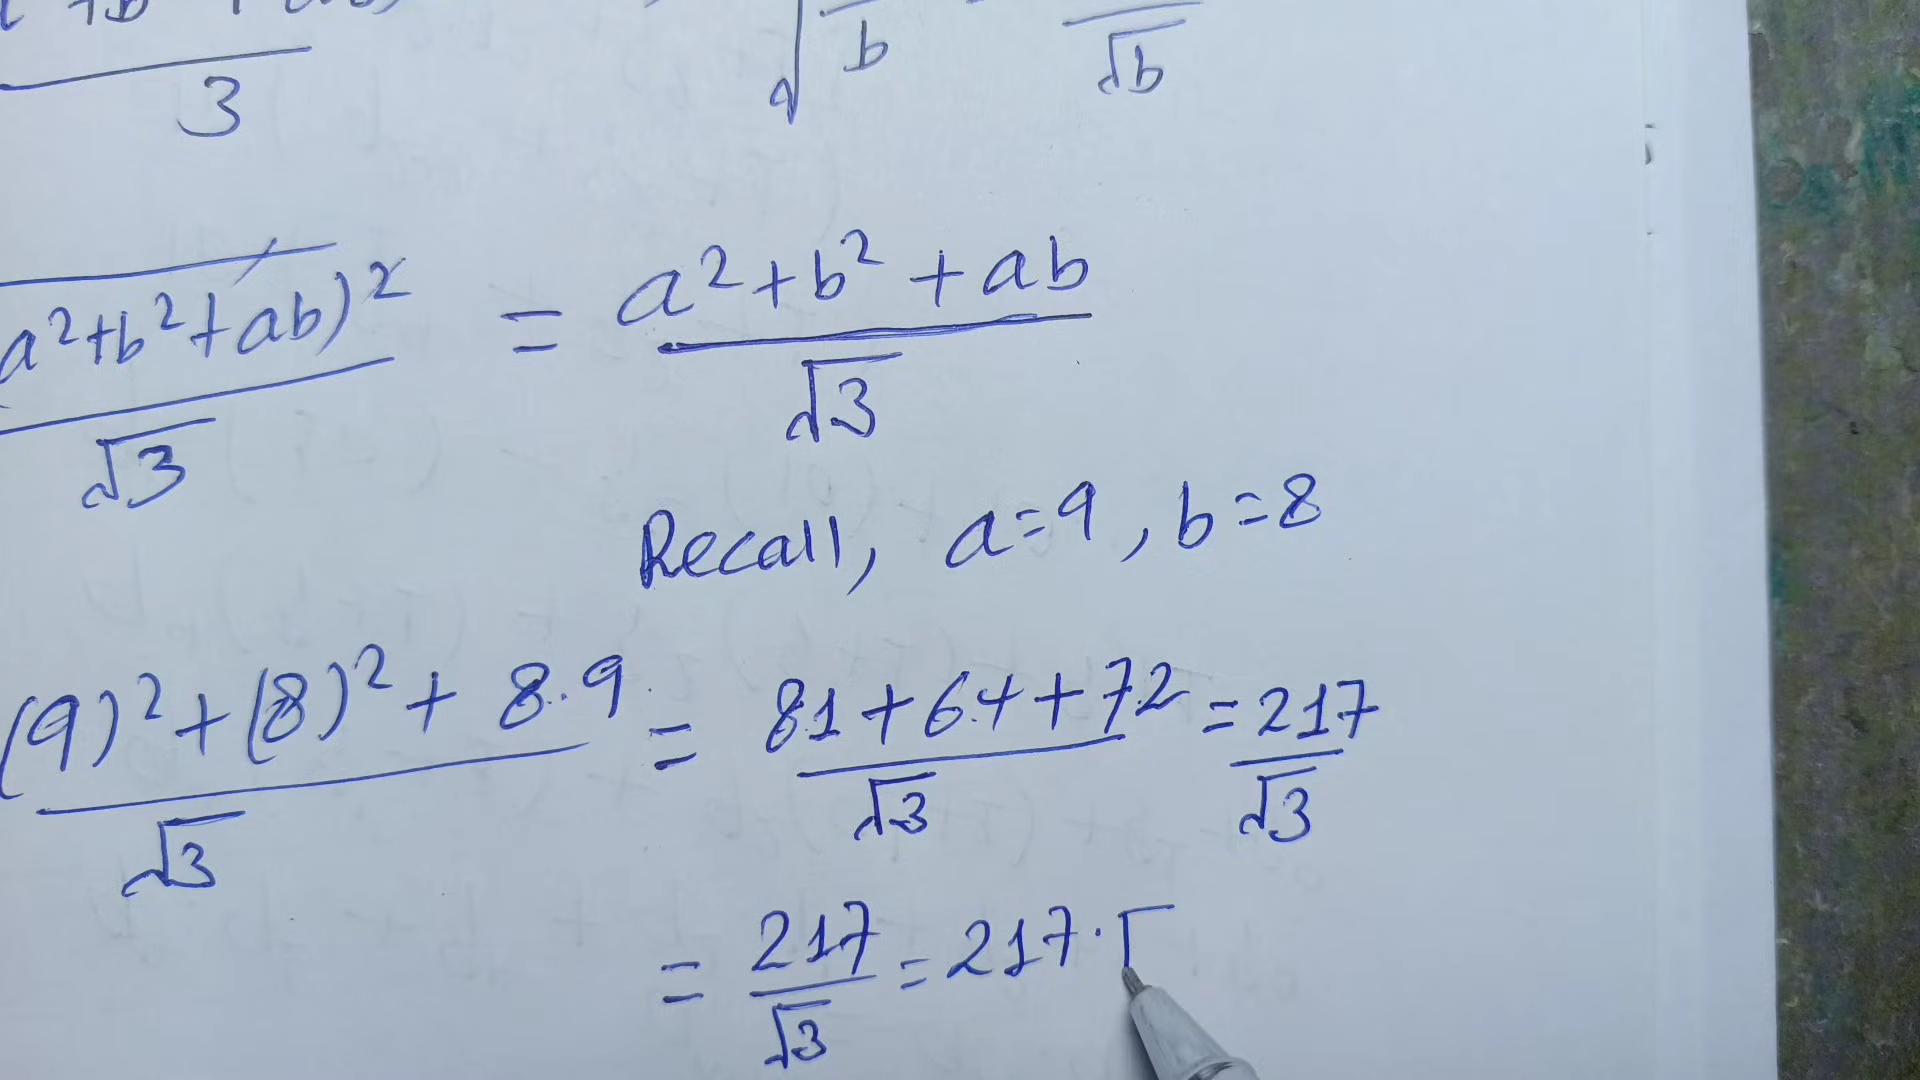 3 √b √b
(a²+b²+ab)² = a²+b²+ab
√3 √3
Recall, a=9, b=8
(9)²+(8)²+8.9 = 81+64+72 = 217
√3 √3 √3
= 217 = 217.√
√3